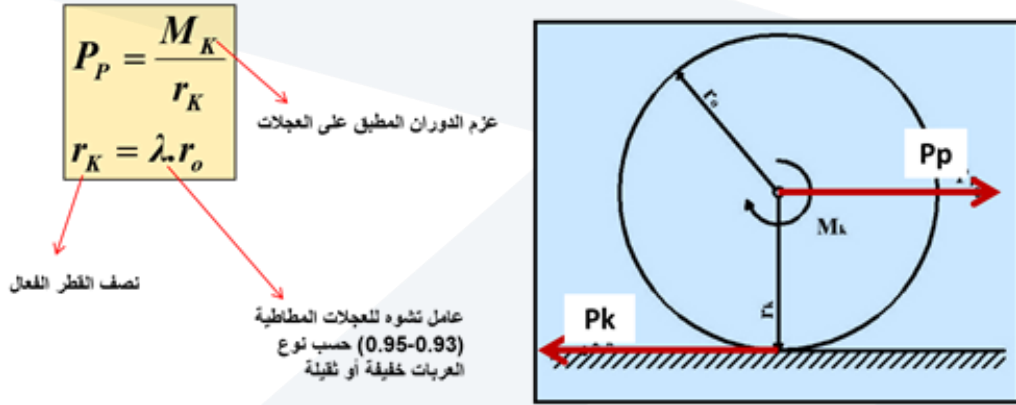 P_P = M_K / r_K
r_K = λ.r_o
عزم الدوران المطبق على العجلات
نصف القطر الفعال
عامل تشوه للعجلات المطاطية
(0.95-0.93) حسب نوع
العربات خفيفة أو ثقيلة
r_o
Pp
M_k
r_k
Pk